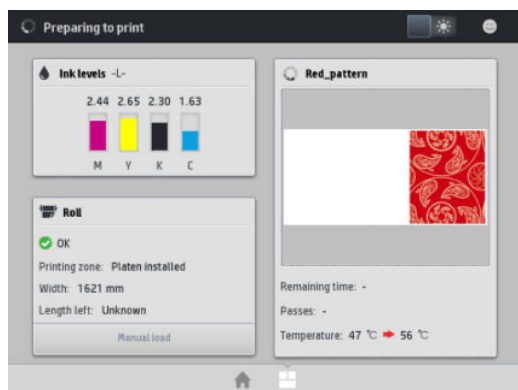 Preparing to print
Ink levels -L-
2.44 2.65 2.30 1.63
M Y K C
Roll
OK
Printing zone: Platen installed
Width: 1621 mm
Length left: Unknown
Manual load
Red_pattern
Remaining time: -
Passes: -
Temperature: 47 °C ➡ 56 °C